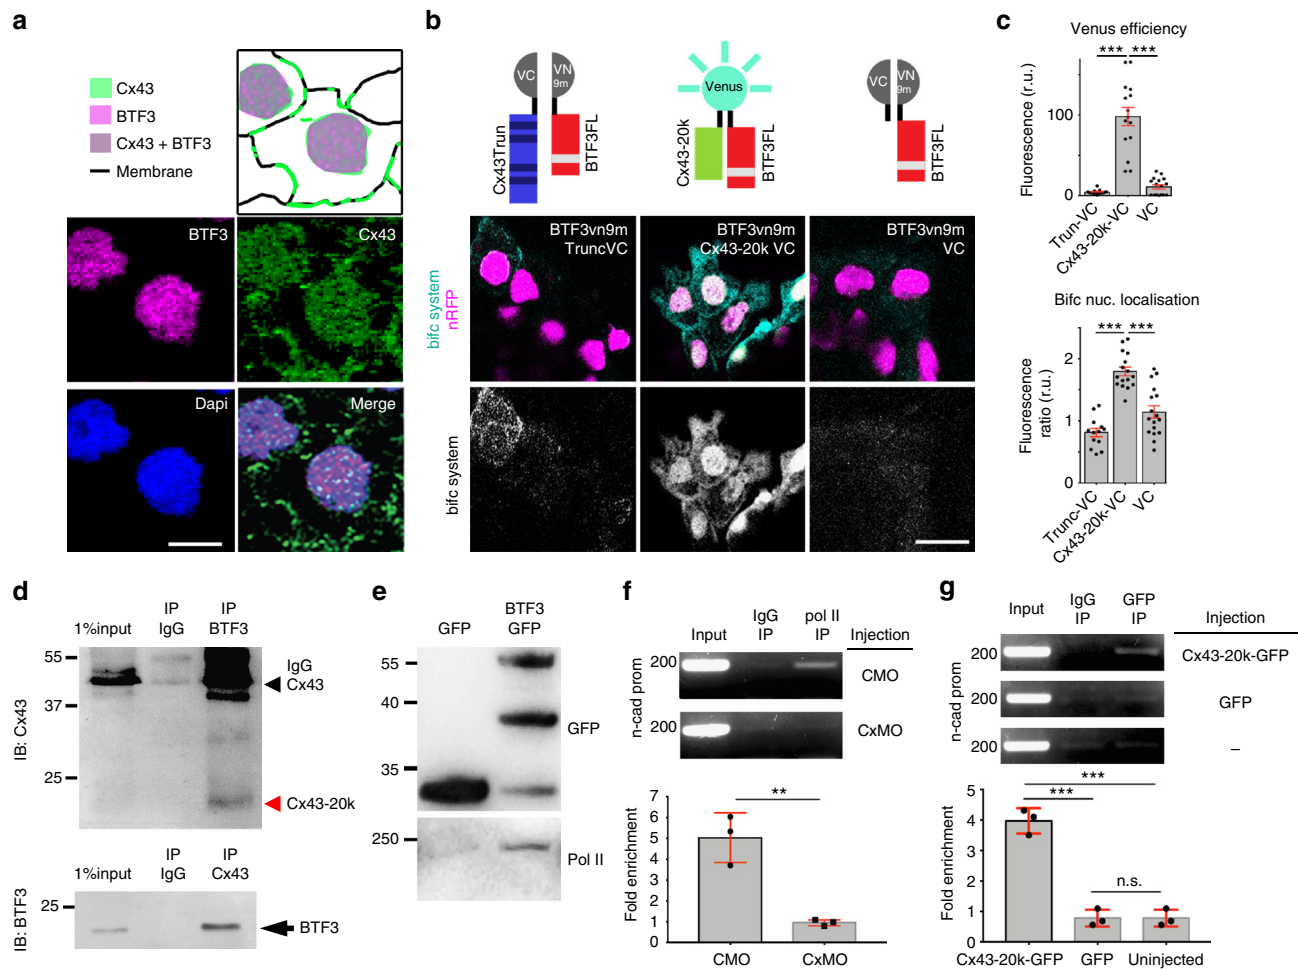 a
Cx43
BTF3
Cx43 + BTF3
Membrane
BTF3
Cx43
Dapi
Merge
b
VC
VN
9m
Cx43Trun
BTF3FL
Venus
Cx43-20k
BTF3FL
VC
VN
9m
BTF3FL
bifc system
nRFP
BTF3vn9m
TruncVC
BTF3vn9m
Cx43-20k VC
BTF3vn9m
VC
bifc system
c
Venus efficiency
*** ***
Fluorescence (r.u.)
100
0
Trun-VC
Cx43-20k-VC
VC
Bifc nuc. localisation
*** ***
Fluorescence
ratio (r.u.)
2
1
0
Trunc-VC
Cx43-20k-VC
VC
d
1%input
IP
IgG
IP
BTF3
IB: Cx43
55
37
25
IgG
Cx43
Cx43-20k
1%input
IP
IgG
IP
Cx43
IB: BTF3
25
BTF3
e
GFP
BTF3
GFP
55
40
35
GFP
250
Pol II
f
Input
IgG
IP
pol II
IP
Injection
n-cad prom
200
CMO
200
CxMO
**
Fold enrichment
7
6
5
4
3
2
1
0
CMO
CxMO
g
Input
IgG
IP
GFP
IP
Injection
n-cad prom
200
Cx43-20k-GFP
200
GFP
200
–
***
***
n.s.
Fold enrichment
5
4
3
2
1
0
Cx43-20k-GFP
GFP
Uninjected